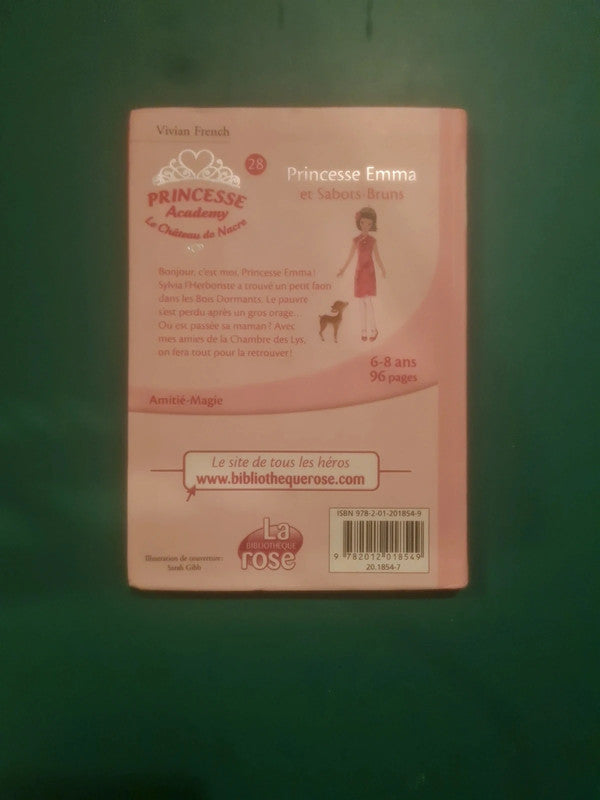 Vivian French
28
PRINCESSE
Academy
Le Château de Nacre
Princesse Emma
et Sabots-Bruns
Bonjour, c'est moi, Princesse Emma!
Sylvia l'Herboriste a trouvé un petit faon
dans les Bois Dormants. Le pauvre
s'est perdu après un gros orage...
Où est passée sa maman? Avec
mes amies de la Chambre des Lys,
on fera tout pour la retrouver!
6-8 ans
96 pages
Amitié-Magie
Le site de tous les héros
www.bibliothequerose.com
La
BIBLIOTHÈQUE
rose
Illustration de couverture:
Sarah Gibb
ISBN 978-2-01-201854-9
9 782012 018549
20.1854-7